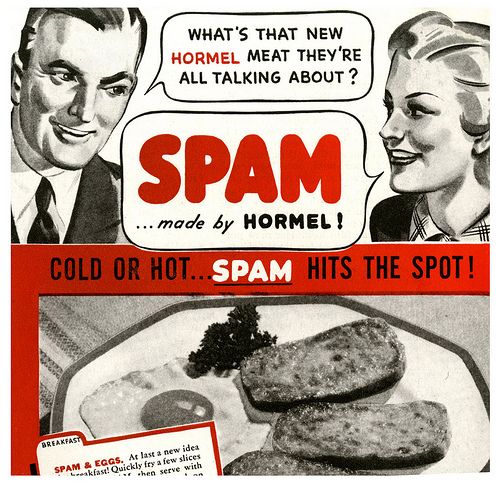 WHAT'S THAT NEW
HORMEL MEAT THEY'RE
ALL TALKING ABOUT?
SPAM
...made by HORMEL!
COLD OR HOT...SPAM HITS THE SPOT!
BREAKFAST
SPAM & EGGS. At last a new idea
breakfast! Quickly fry a few slices
then serve with